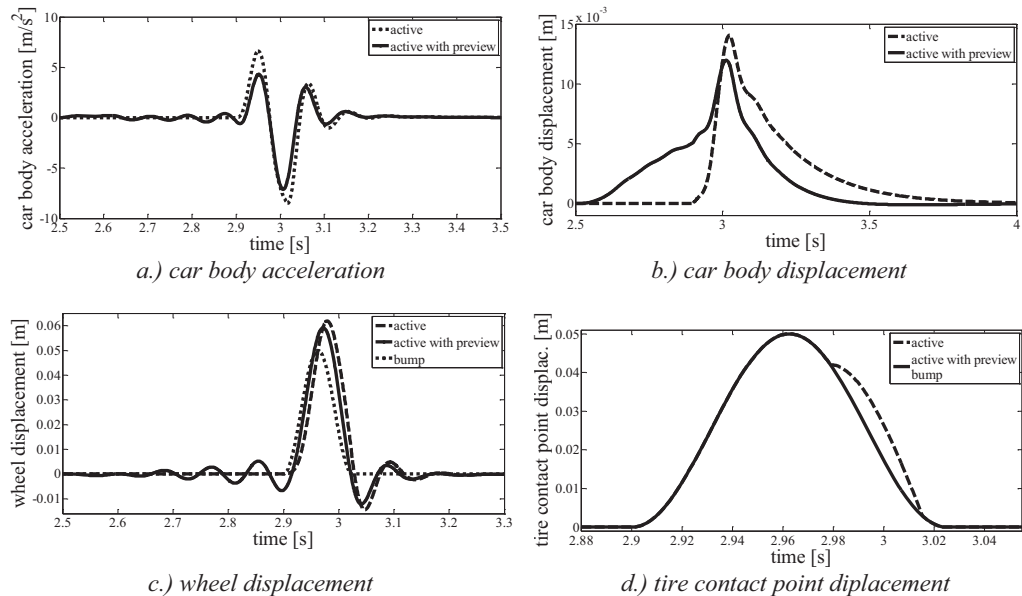 car body acceleration [m/s²]
10
5
0
-5
-10
active
active with preview
2.5 2.6 2.7 2.8 2.9 3 3.1 3.2 3.3 3.4 3.5
time [s]
a.) car body acceleration
car body displacement [m]
x 10⁻³
15
10
5
0
active
active with preview
2.5 3 3.5 4
time [s]
b.) car body displacement
wheel displacement [m]
0.06
0.05
0.04
0.03
0.02
0.01
0
-0.01
active
active with preview
bump
2.5 2.6 2.7 2.8 2.9 3 3.1 3.2 3.3
time [s]
c.) wheel displacement
tire contact point displac. [m]
0.05
0.04
0.03
0.02
0.01
0
active
active with preview
bump
2.88 2.9 2.92 2.94 2.96 2.98 3 3.02 3.04
time [s]
d.) tire contact point diplacement